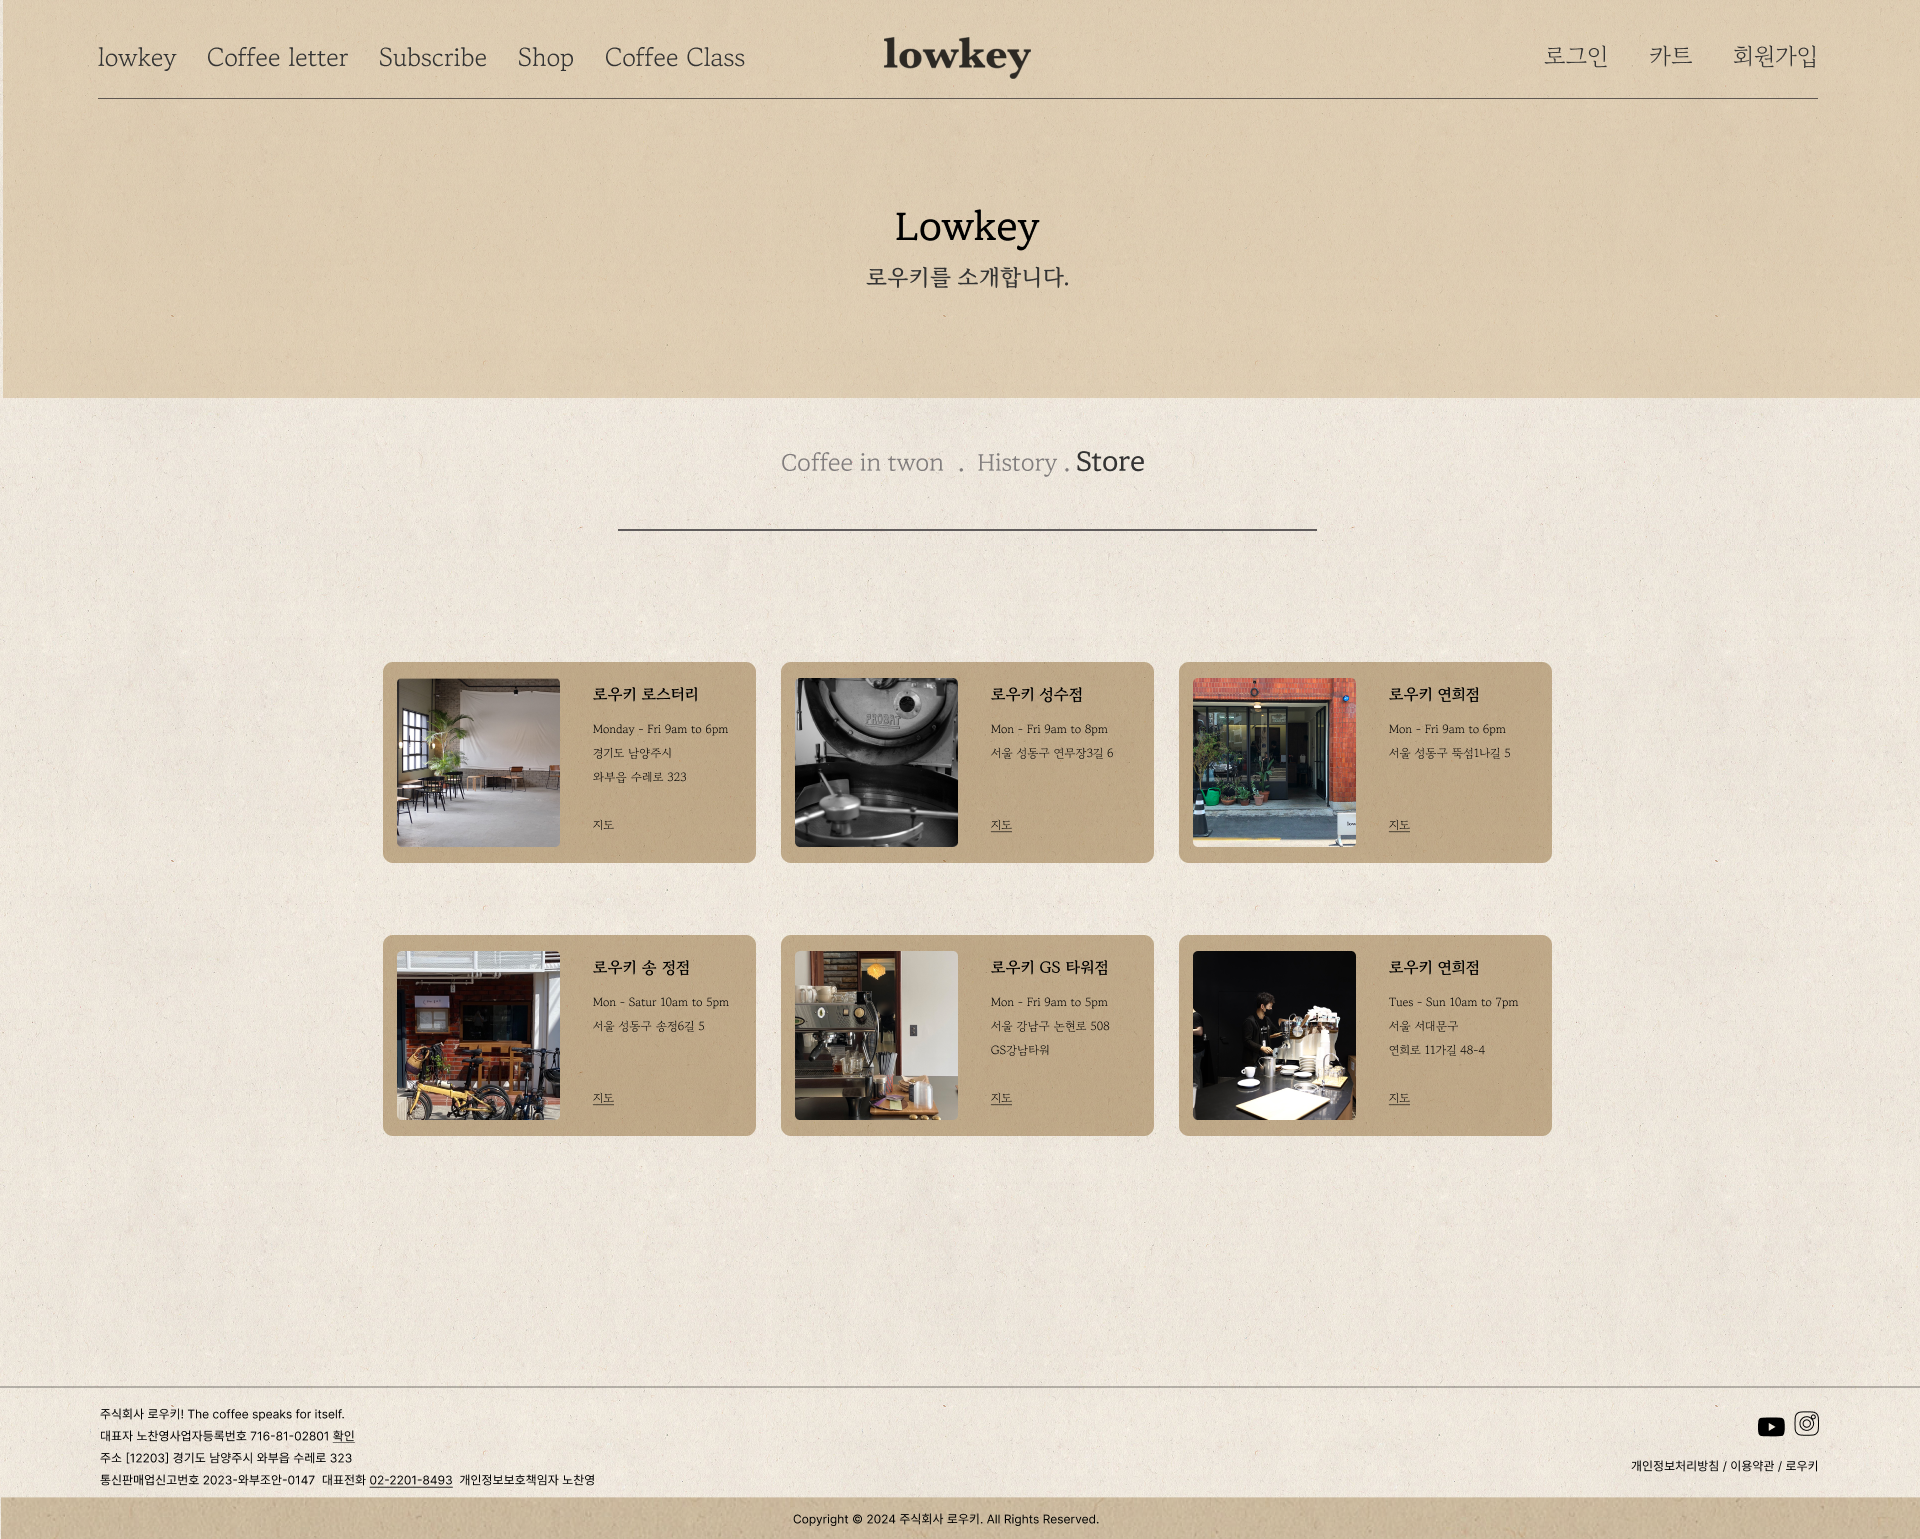 lowkey Coffee letter Subscribe Shop Coffee Class
lowkey
로그인 카트 회원가입
Lowkey
로우키를 소개합니다.
Coffee in twon . History . Store
로우키 로스터리
Monday - Fri 9am to 6pm
경기도 남양주시
와부읍 수레로 323
지도
PROBAT
로우키 성수점
Mon - Fri 9am to 8pm
서울 성동구 연무장3길 6
지도
로우키 연희점
Mon - Fri 9am to 6pm
서울 성동구 뚝섬1나길 5
지도
로우키 송 정점
Mon - Satur 10am to 5pm
서울 성동구 송정6길 5
지도
로우키 GS 타워점
Mon - Fri 9am to 5pm
서울 강남구 논현로 508
GS강남타워
지도
로우키 연희점
Tues - Sun 10am to 7pm
서울 서대문구
연희로 11가길 48-4
지도
주식회사 로우키! The coffee speaks for itself.
대표자 노찬영사업자등록번호 716-81-02801 확인
주소 [12203] 경기도 남양주시 와부읍 수레로 323
통신판매업신고번호 2023-와부조안-0147 대표전화 02-2201-8493 개인정보보호책임자 노찬영
개인정보처리방침 / 이용약관 / 로우키
Copyright © 2024 주식회사 로우키. All Rights Reserved.